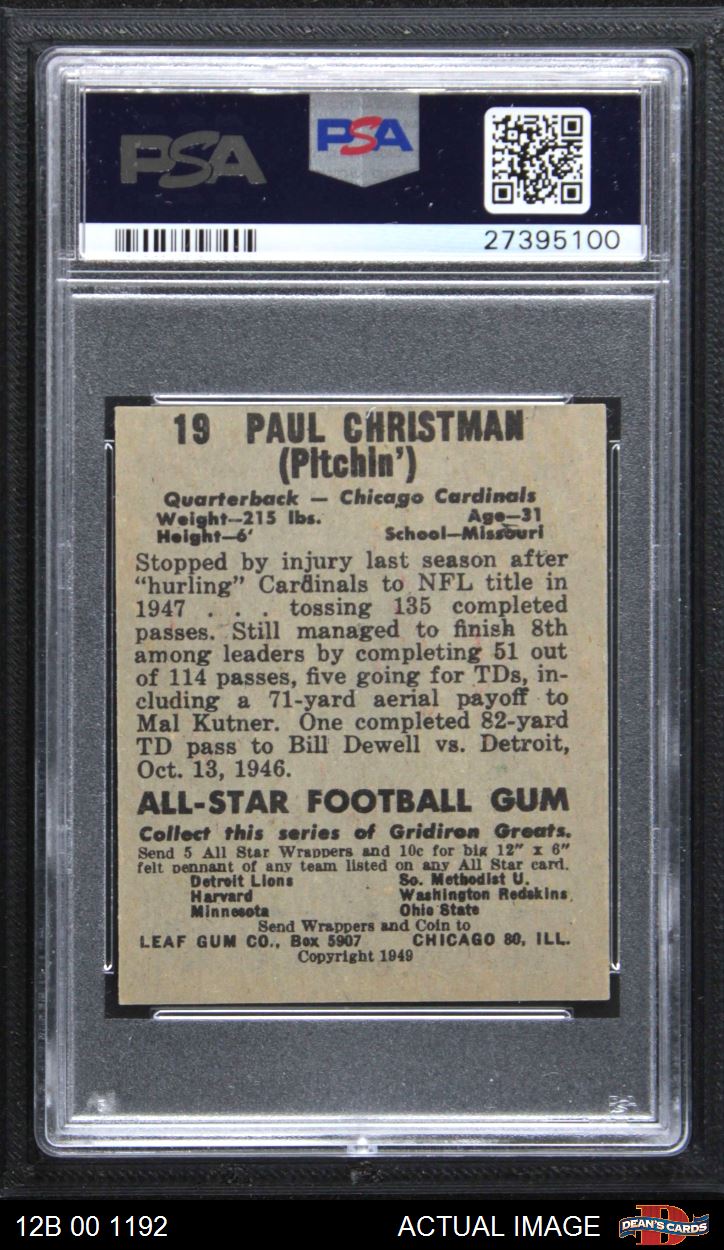 PSA
PSA
27395100
19 PAUL CHRISTMAN
(Pitchin')
Quarterback — Chicago Cardinals
Weight—215 lbs. Age—31
Height—6' School—Missouri
Stopped by injury last season after
"hurling" Cardinals to NFL title in
1947 . . . tossing 135 completed
passes. Still managed to finish 8th
among leaders by completing 51 out
of 114 passes, five going for TDs, in-
cluding a 71-yard aerial payoff to
Mal Kutner. One completed 82-yard
TD pass to Bill Dewell vs. Detroit,
Oct. 13, 1946.
ALL-STAR FOOTBALL GUM
Collect this series of Gridiron Greats.
Send 5 All Star Wrappers and 10c for big 12" x 6"
felt pennant of any team listed on any All Star card.
Detroit Lions So. Methodist U.
Harvard Washington Redskins
Minnesota Ohio State
Send Wrappers and Coin to
LEAF GUM CO., Box 5907 CHICAGO 80, ILL.
Copyright 1949
12B 00 1192 ACTUAL IMAGE DEAN'S CARDS